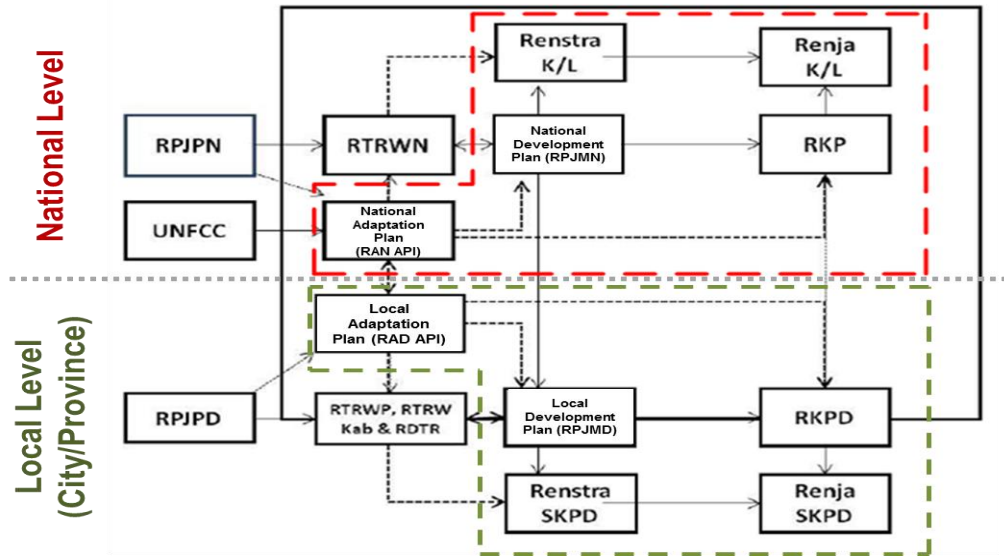 National Level
Renstra
K/L
Renja
K/L
RPJPN
RTRWN
National
Development
Plan (RPJMN)
RKP
UNFCC
National
Adaptation
Plan
(RAN API)
Local Level
(City/Province)
Local
Adaptation
Plan (RAD API)
RPJPD
RTRWP, RTRW
Kab & RDTR
Local
Development
Plan (RPJMD)
RKPD
Renstra
SKPD
Renja
SKPD